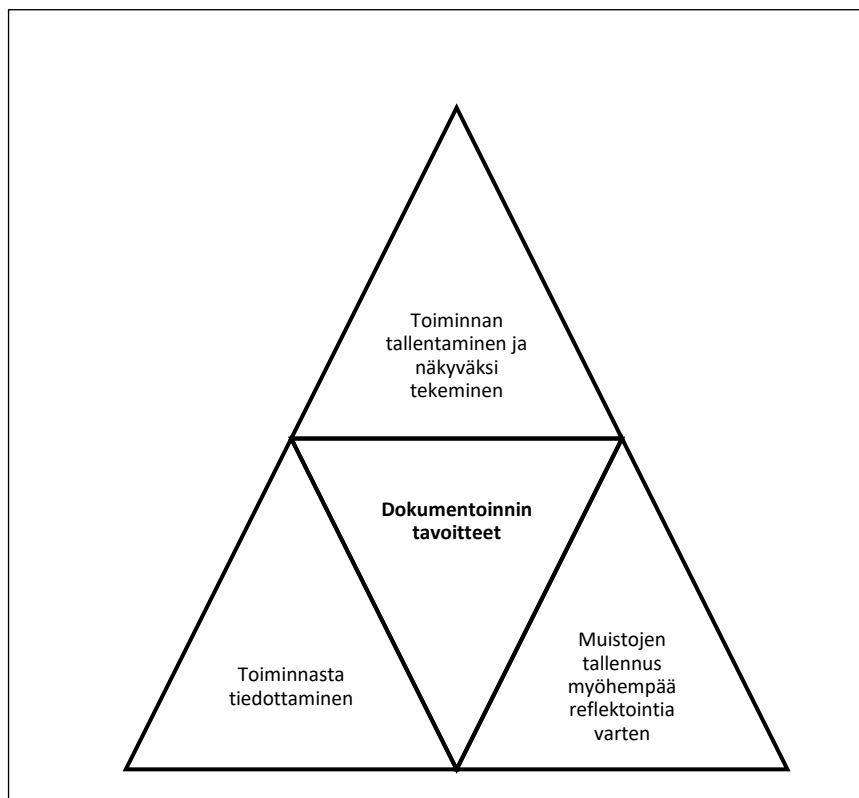 Toiminnan
tallentaminen ja
näkyväksi
tekeminen
Dokumentoinnin
tavoitteet
Toiminnasta
tiedottaminen
Muistojen
tallennus
myöhempää
reflektointia
varten